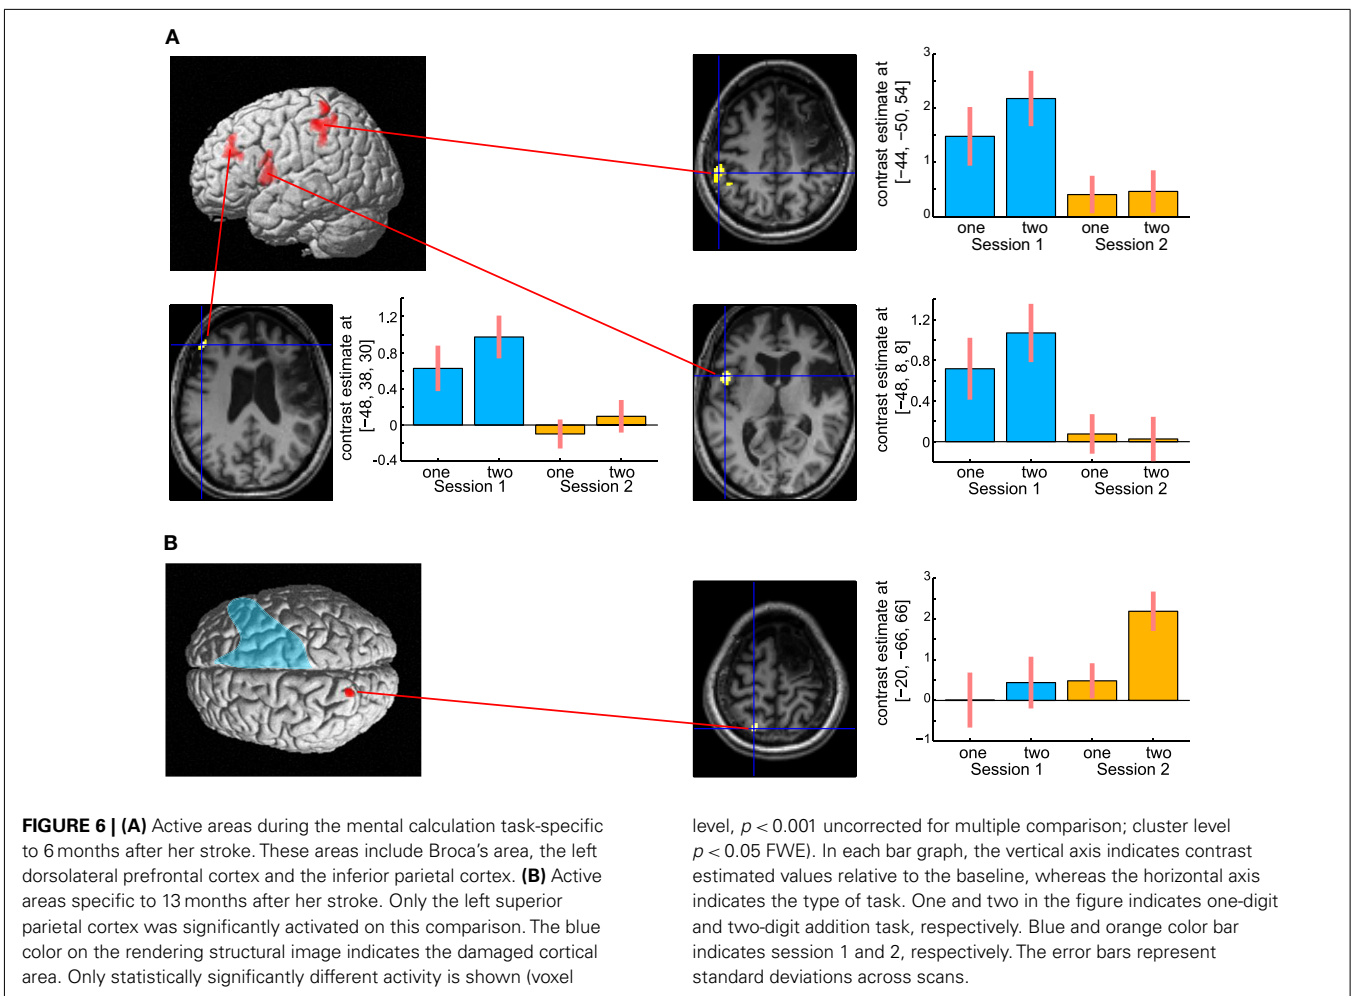 A
contrast estimate at
[−44, −50, 54]
3
2
1
0
one two one two
Session 1 Session 2
contrast estimate at
[−48, 38, 30]
1.2
0.8
0.4
0
-0.4
one two one two
Session 1 Session 2
contrast estimate at
[−48, 8, 8]
1.2
0.8
0.4
0
one two one two
Session 1 Session 2
B
contrast estimate at
[−20, −66, 66]
3
2
1
0
−1
one two one two
Session 1 Session 2
FIGURE 6 | (A) Active areas during the mental calculation task-specific
to 6 months after her stroke. These areas include Broca’s area, the left
dorsolateral prefrontal cortex and the inferior parietal cortex. (B) Active
areas specific to 13 months after her stroke. Only the left superior
parietal cortex was significantly activated on this comparison. The blue
color on the rendering structural image indicates the damaged cortical
area. Only statistically significantly different activity is shown (voxel
level, p < 0.001 uncorrected for multiple comparison; cluster level
p < 0.05 FWE). In each bar graph, the vertical axis indicates contrast
estimated values relative to the baseline, whereas the horizontal axis
indicates the type of task. One and two in the figure indicates one-digit
and two-digit addition task, respectively. Blue and orange color bar
indicates session 1 and 2, respectively. The error bars represent
standard deviations across scans.